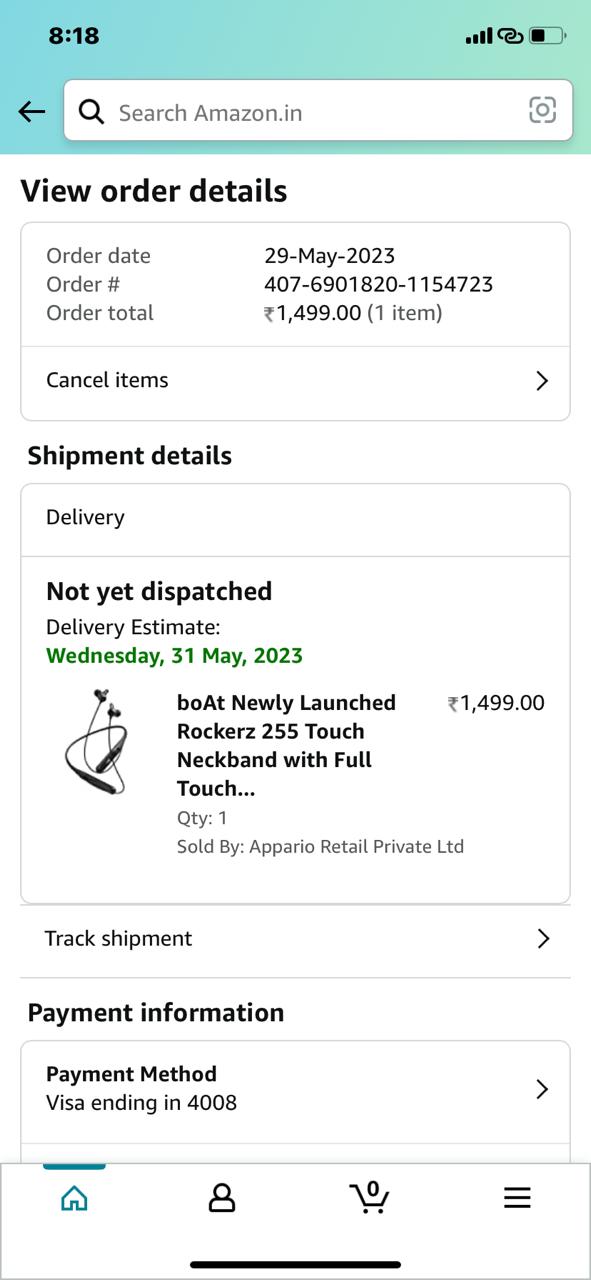 8:18
Search Amazon.in
View order details
Order date 29-May-2023
Order # 407-6901820-1154723
Order total ₹1,499.00 (1 item)
Cancel items
Shipment details
Delivery
Not yet dispatched
Delivery Estimate:
Wednesday, 31 May, 2023
boAt Newly Launched ₹1,499.00
Rockerz 255 Touch
Neckband with Full
Touch...
Qty: 1
Sold By: Appario Retail Private Ltd
Track shipment
Payment information
Payment Method
Visa ending in 4008
0